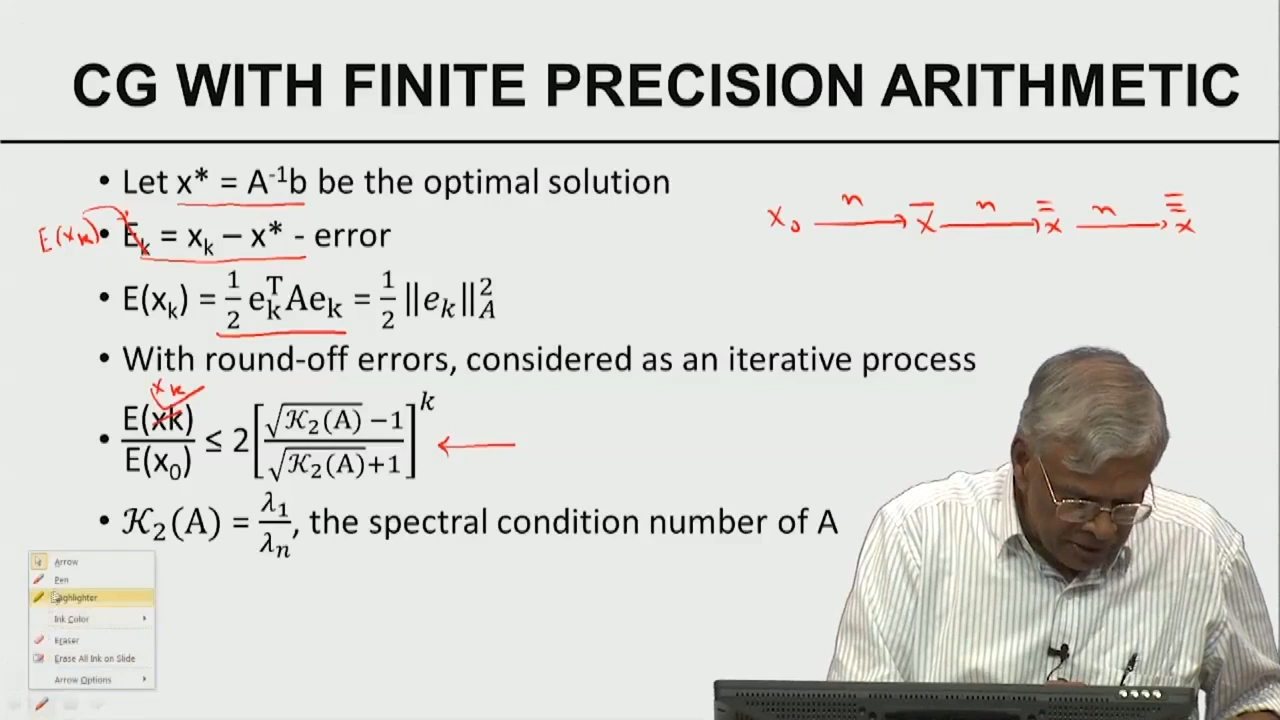 CG WITH FINITE PRECISION ARITHMETIC
• Let x* = A⁻¹b be the optimal solution
x₀ —n→ x̅ —n→ x̿ —n→ x̿̅
E(xₖ)
• Eₖ = xₖ – x* - error
• E(xₖ) = 1/2 eₖᵀAeₖ = 1/2 ||eₖ||²_A
• With round-off errors, considered as an iterative process
xₖ
• E(xk)/E(x₀) ≤ 2[(√𝒦₂(A) −1)/(√𝒦₂(A)+1)]ᵏ ←
• 𝒦₂(A) = λ₁/λₙ, the spectral condition number of A
Arrow
Pen
Highlighter
Ink Color
Eraser
Erase All Ink on Slide
Arrow Options